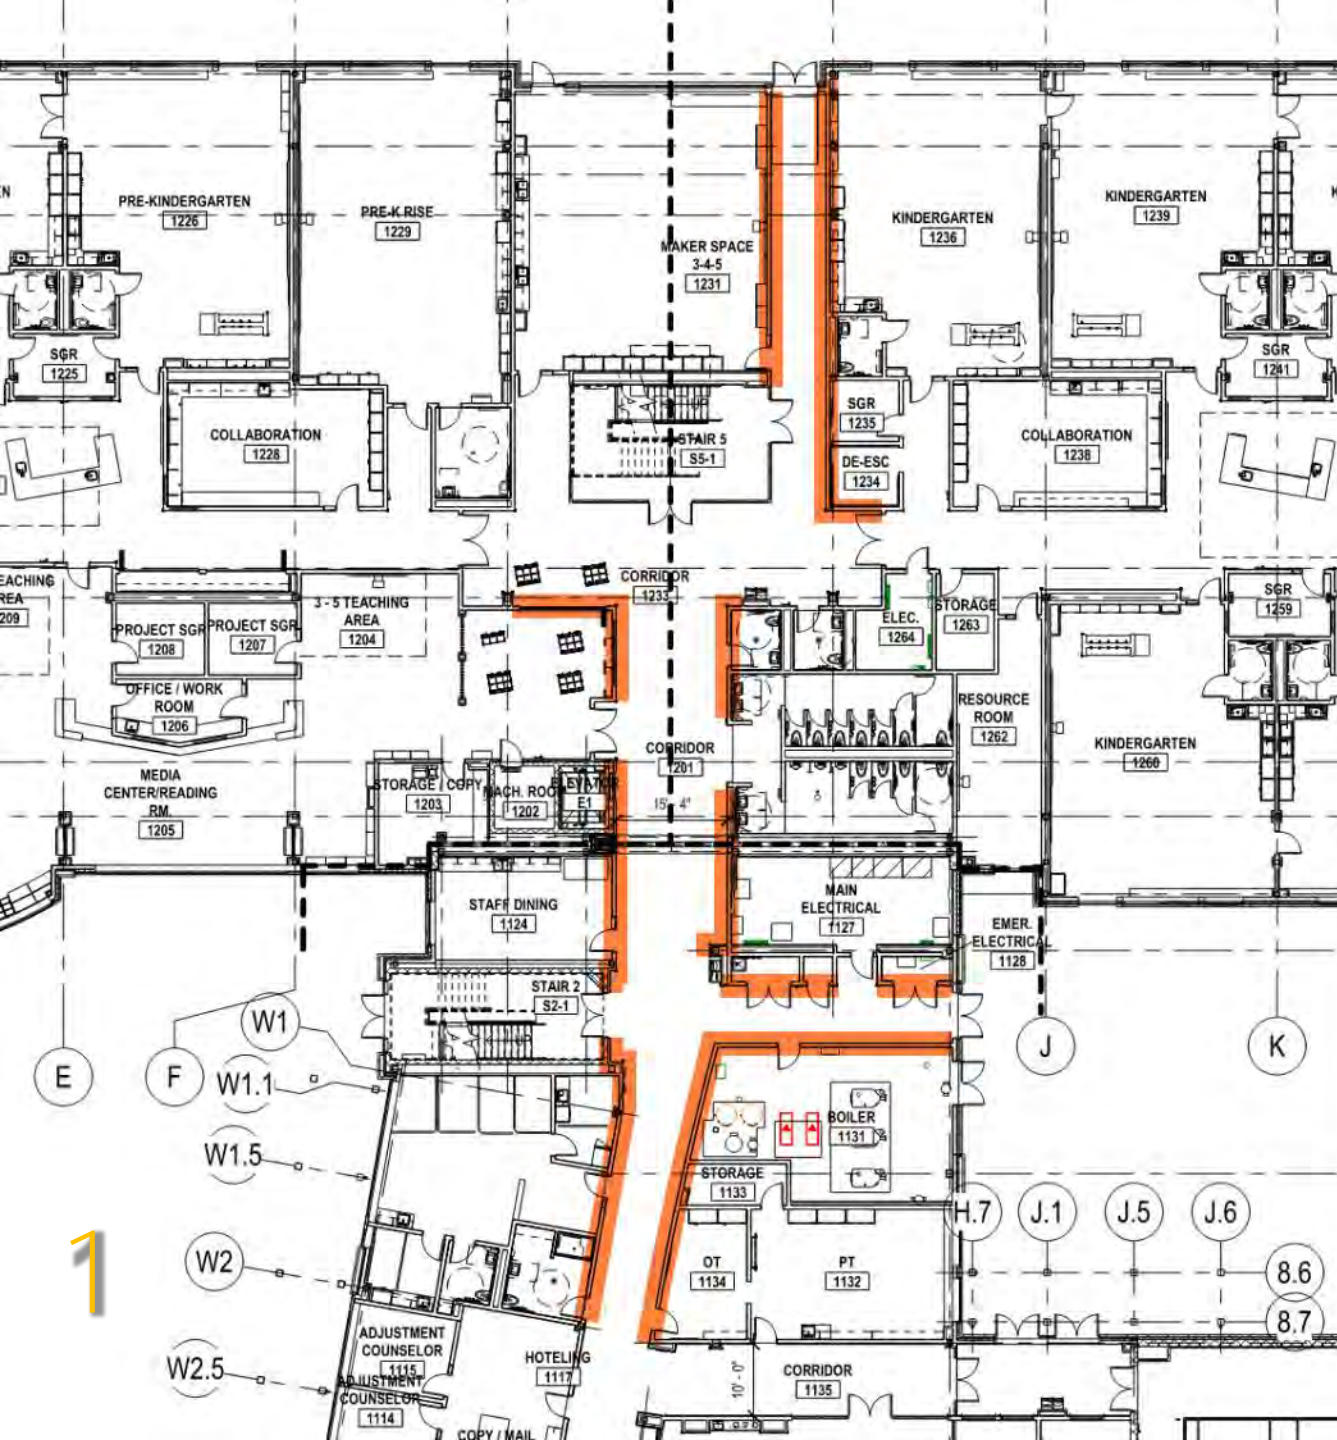 PRE-KINDERGARTEN
1226
PRE-K RISE
1229
MAKER SPACE
3-4-5
1231
KINDERGARTEN
1236
KINDERGARTEN
1239
SGR
1225
SGR
1241
COLLABORATION
1228
STAIR 5
S5-1
SGR
1235
DE-ESC
1234
COLLABORATION
1238
CORRIDOR
1233
3 - 5 TEACHING
AREA
1204
PROJECT SGR
1208
PROJECT SGR
1207
ELEC.
1264
STORAGE
1263
SGR
1259
OFFICE / WORK
ROOM
1206
RESOURCE
ROOM
1262
CORRIDOR
1201
KINDERGARTEN
1260
MEDIA
CENTER/READING
RM.
1205
STORAGE / COPY
1203
MACH. ROOM
1202
ELEVATOR
E1
15' - 4"
STAFF DINING
1124
MAIN
ELECTRICAL
1127
EMER.
ELECTRICAL
1128
STAIR 2
S2-1
W1
E
F
J
K
W1.1
W1.5
BOILER
1131
STORAGE
1133
H.7
J.1
J.5
J.6
1
W2
OT
1134
PT
1132
8.6
8.7
ADJUSTMENT
COUNSELOR
1115
HOTELING
1117
W2.5
ADJUSTMENT
COUNSELOR
1114
10' - 0"
CORRIDOR
1135
COPY / MAIL